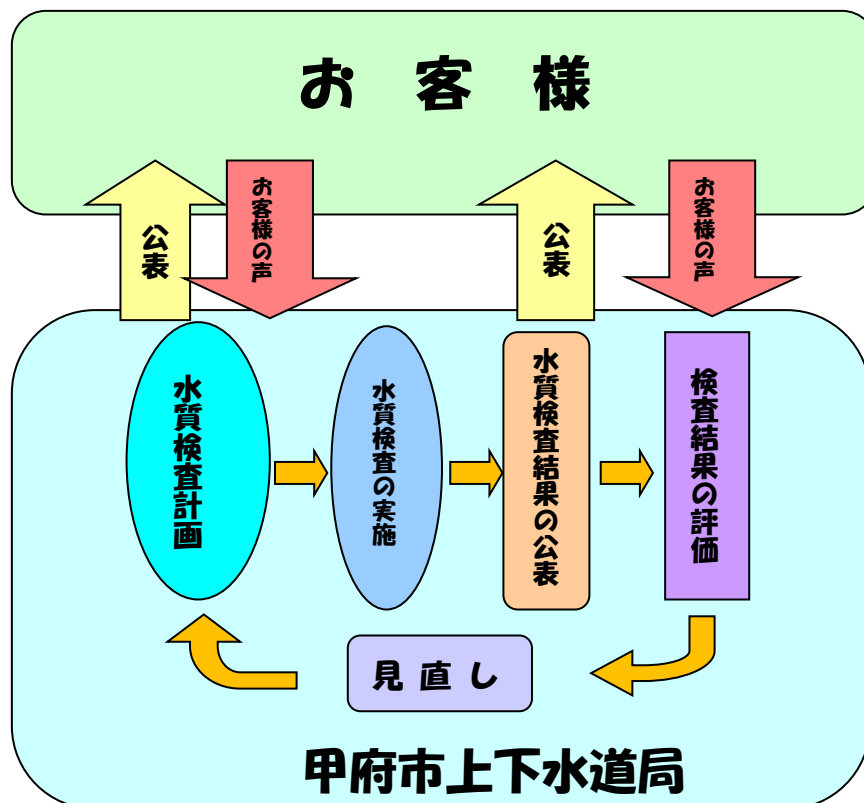 お客様
公表
お客様の声
公表
お客様の声
水質検査計画
水質検査の実施
水質検査結果の公表
検査結果の評価
見直し
甲府市上下水道局